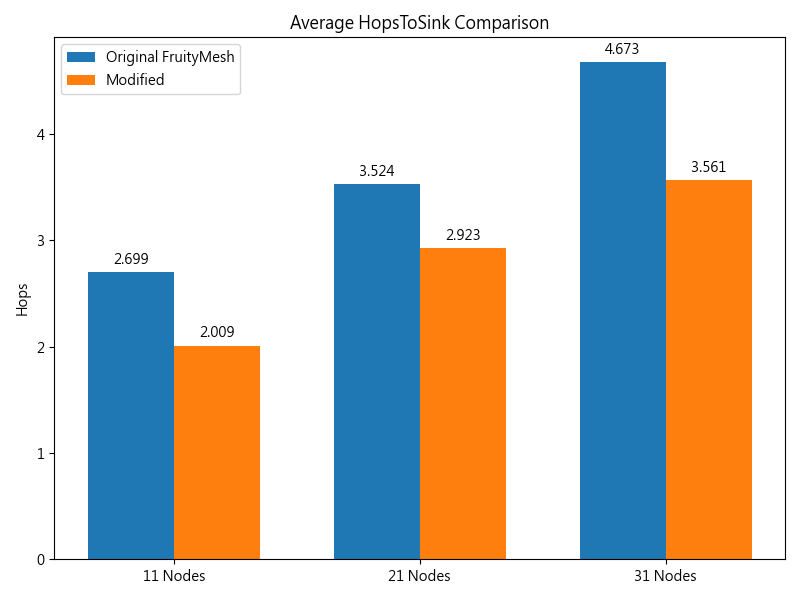 Average HopsToSink Comparison
Original FruityMesh
Modified
4.673
3.524
3.561
2.923
2.699
2.009
Hops
4
3
2
1
0
11 Nodes
21 Nodes
31 Nodes